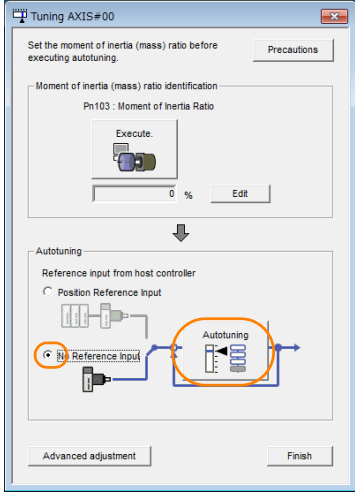 Tuning AXIS#00
Set the moment of inertia (mass) ratio before
executing autotuning.
Precautions
Moment of inertia (mass) ratio identification
Pn103 : Moment of Inertia Ratio
Execute.
0 % Edit
Autotuning
Reference input from host controller
Position Reference Input
No Reference Input
Autotuning
Advanced adjustment
Finish